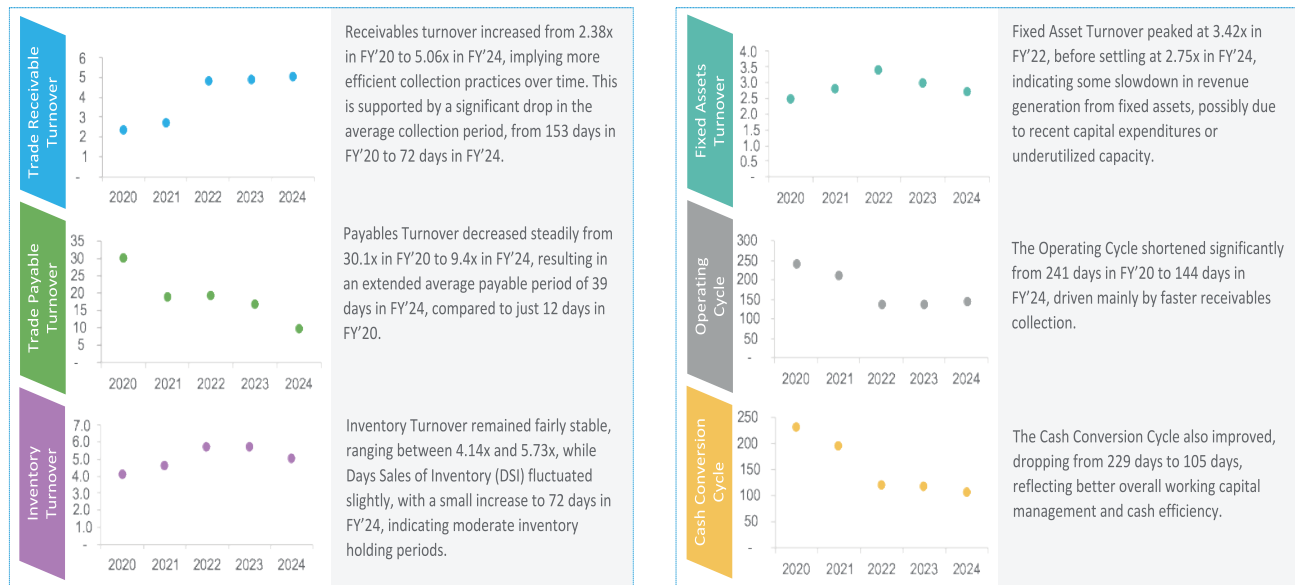 Trade Receivable
Turnover
6
5
4
3
2
1
-
2020 2021 2022 2023 2024
Receivables turnover increased from 2.38x
in FY’20 to 5.06x in FY’24, implying more
efficient collection practices over time. This
is supported by a significant drop in the
average collection period, from 153 days in
FY’20 to 72 days in FY’24.
Trade Payable
Turnover
35
30
25
20
15
10
5
-
2020 2021 2022 2023 2024
Payables Turnover decreased steadily from
30.1x in FY’20 to 9.4x in FY’24, resulting in
an extended average payable period of 39
days in FY’24, compared to just 12 days in
FY’20.
Inventory
Turnover
7.0
6.0
5.0
4.0
3.0
2.0
1.0
-
2020 2021 2022 2023 2024
Inventory Turnover remained fairly stable,
ranging between 4.14x and 5.73x, while
Days Sales of Inventory (DSI) fluctuated
slightly, with a small increase to 72 days in
FY’24, indicating moderate inventory
holding periods.
Fixed Assets
Turnover
4.0
3.5
3.0
2.5
2.0
1.5
1.0
0.5
-
2020 2021 2022 2023 2024
Fixed Asset Turnover peaked at 3.42x in
FY’22, before settling at 2.75x in FY’24,
indicating some slowdown in revenue
generation from fixed assets, possibly due
to recent capital expenditures or
underutilized capacity.
Operating
Cycle
300
250
200
150
100
50
-
2020 2021 2022 2023 2024
The Operating Cycle shortened significantly
from 241 days in FY’20 to 144 days in
FY’24, driven mainly by faster receivables
collection.
Cash Conversion
Cycle
250
200
150
100
50
-
2020 2021 2022 2023 2024
The Cash Conversion Cycle also improved,
dropping from 229 days to 105 days,
reflecting better overall working capital
management and cash efficiency.